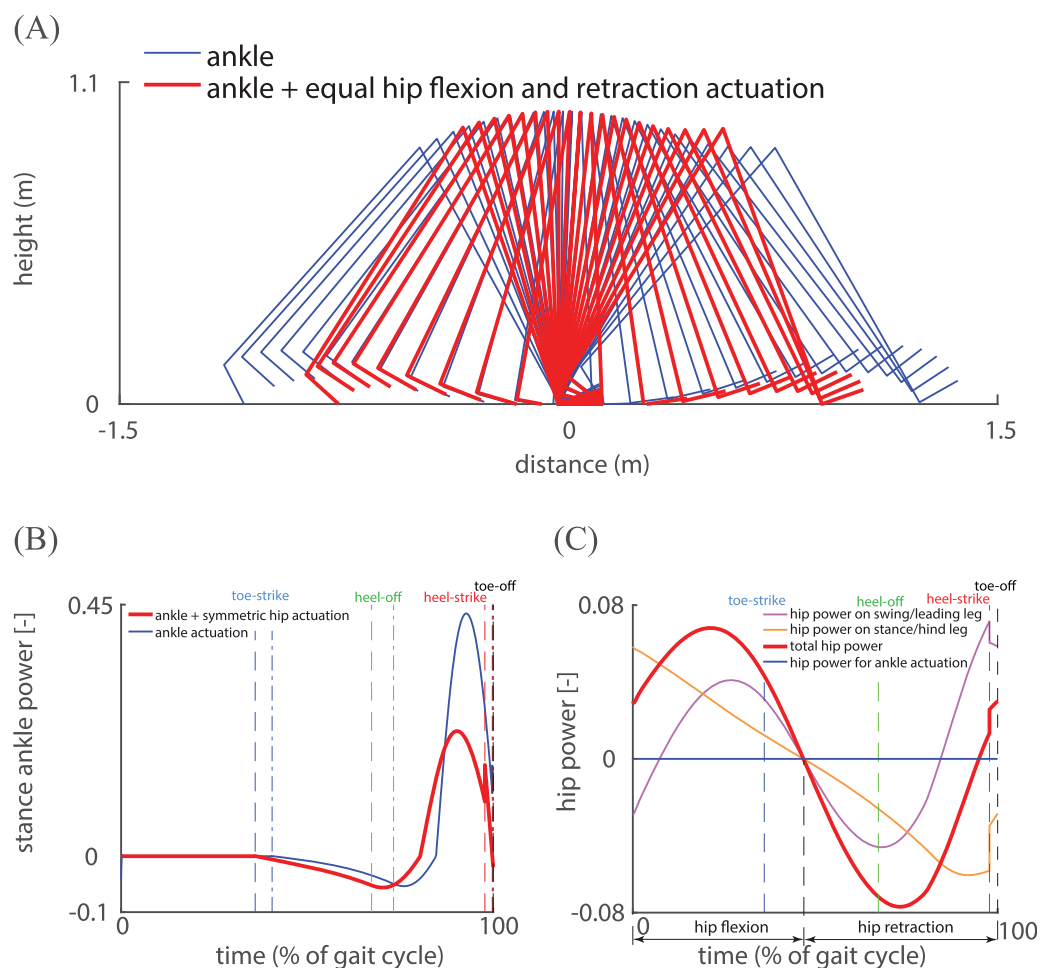 (A)
ankle
ankle + equal hip flexion and retraction actuation
1.1
height (m)
0
-1.5
0
1.5
distance (m)
(B)
0.45
toe-strike
heel-off
heel-strike
toe-off
ankle + symmetric hip actuation
ankle actuation
stance ankle power [-]
0
-0.1
0
100
time (% of gait cycle)
(C)
0.08
toe-strike
heel-off
heel-strike
toe-off
hip power on swing/leading leg
hip power on stance/hind leg
total hip power
hip power for ankle actuation
hip power [-]
0
-0.08
0
100
hip flexion
hip retraction
time (% of gait cycle)